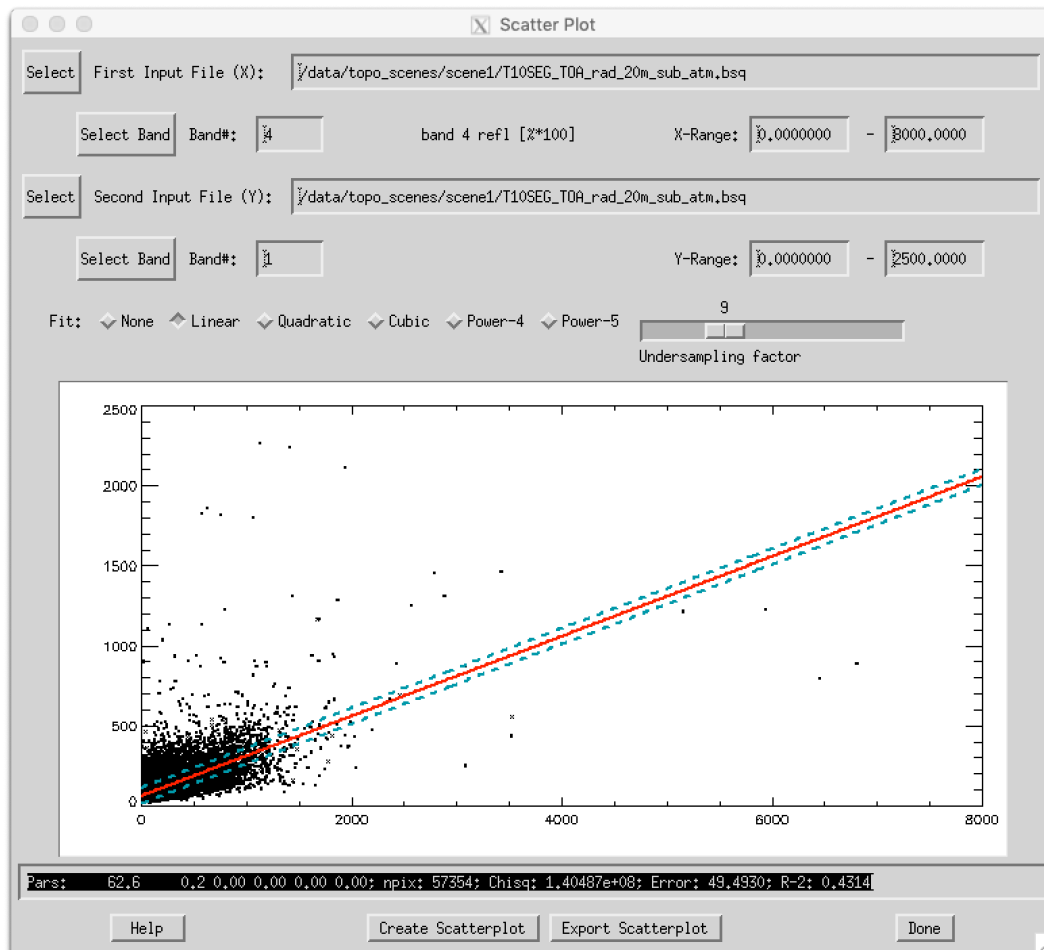 Scatter Plot
Select First Input File (X): /data/topo_scenes/scene1/T10SEG_TOA_rad_20m_sub_atm.bsq
Select Band Band#: 4 band 4 refl [%*100] X-Range: 0.0000000 - 8000.0000
Select Second Input File (Y): /data/topo_scenes/scene1/T10SEG_TOA_rad_20m_sub_atm.bsq
Select Band Band#: 1 Y-Range: 0.0000000 - 2500.0000
9
Fit: None Linear Quadratic Cubic Power-4 Power-5
Undersampling factor
2500
2000
1500
1000
500
0
0 2000 4000 6000 8000
Pars: 62.6 0.2 0.00 0.00 0.00 0.00; npix: 57354; Chisq: 1.40487e+08; Error: 49.4930; R-2: 0.4314
Help Create Scatterplot Export Scatterplot Done